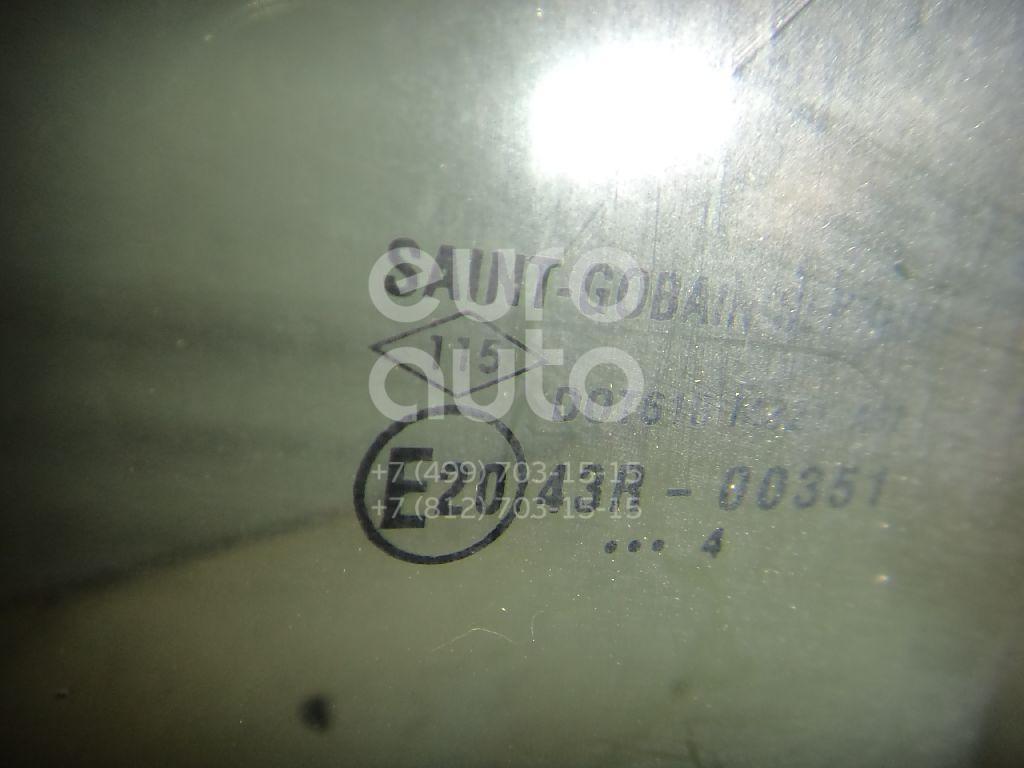 SAINT-GOBAIN
euro
115
auto
E20 43R - 00351
+7 (499) 703-15-15
+7 (812) 703-15-15
... 4